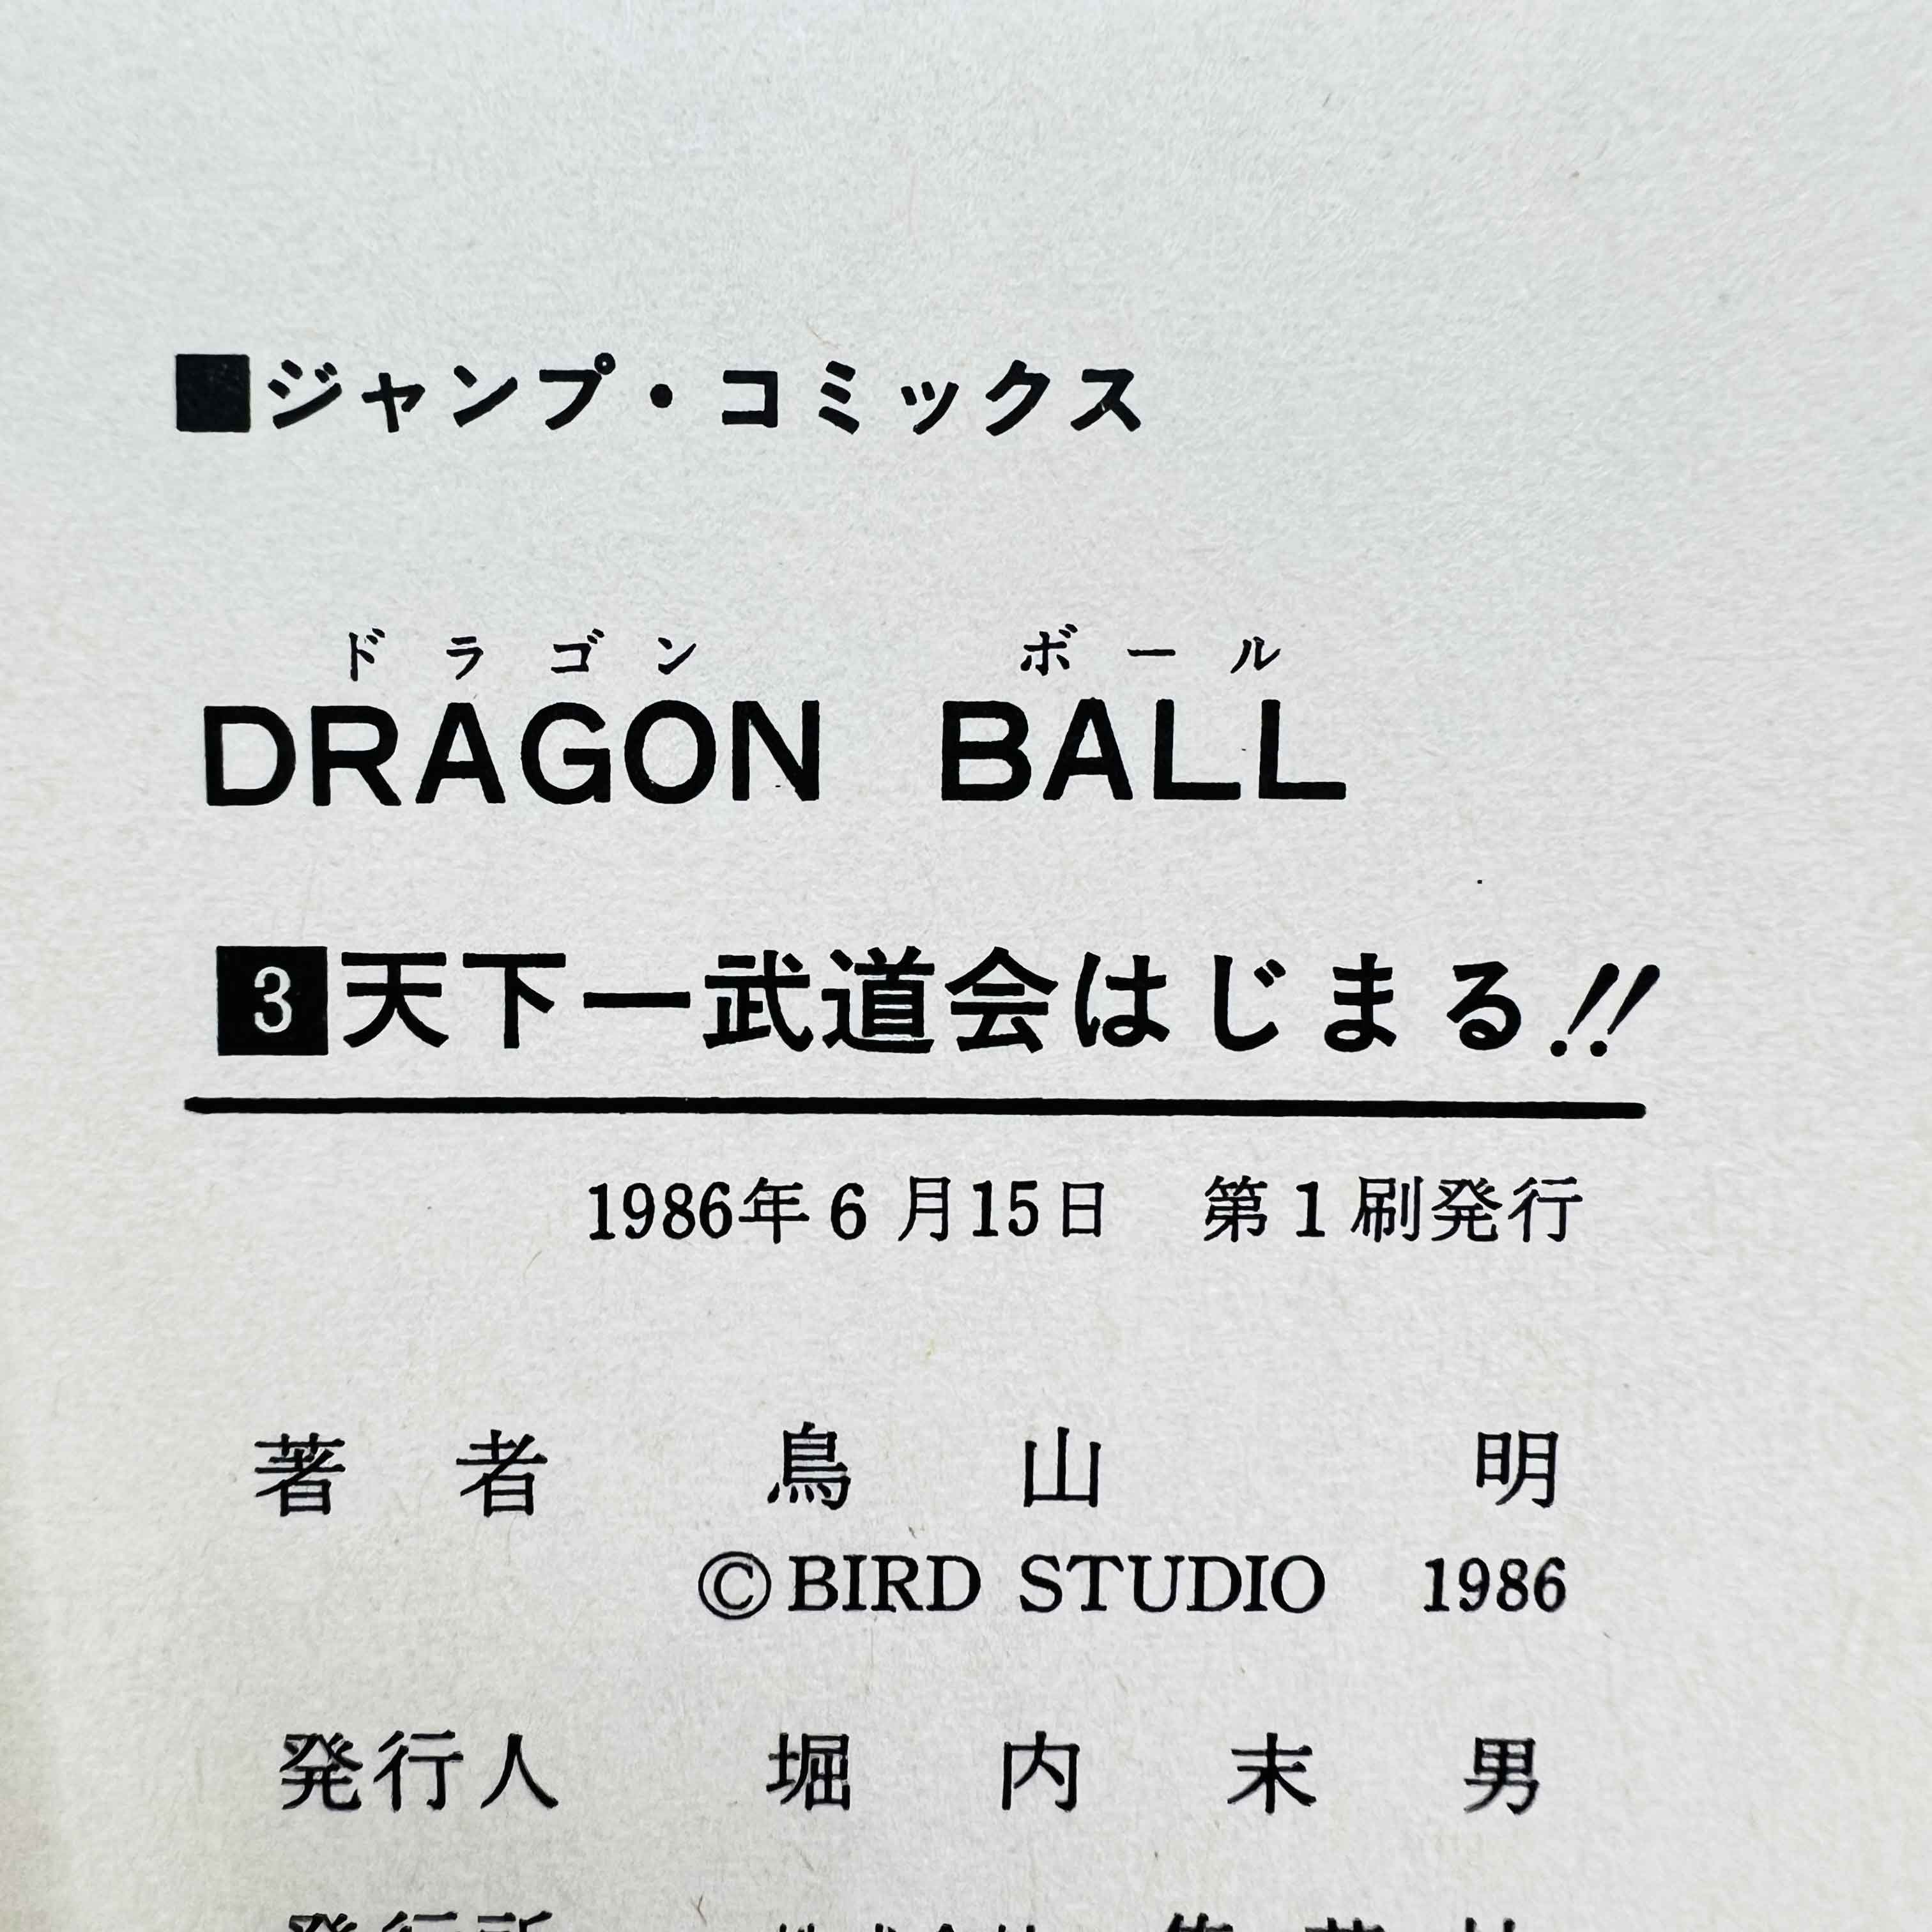 ■ジャンプ・コミックス
ドラゴン ボール
DRAGON BALL
3天下一武道会はじまる!!
1986年6月15日 第1刷発行
著者 鳥山 明
©BIRD STUDIO 1986
発行人 堀内末男